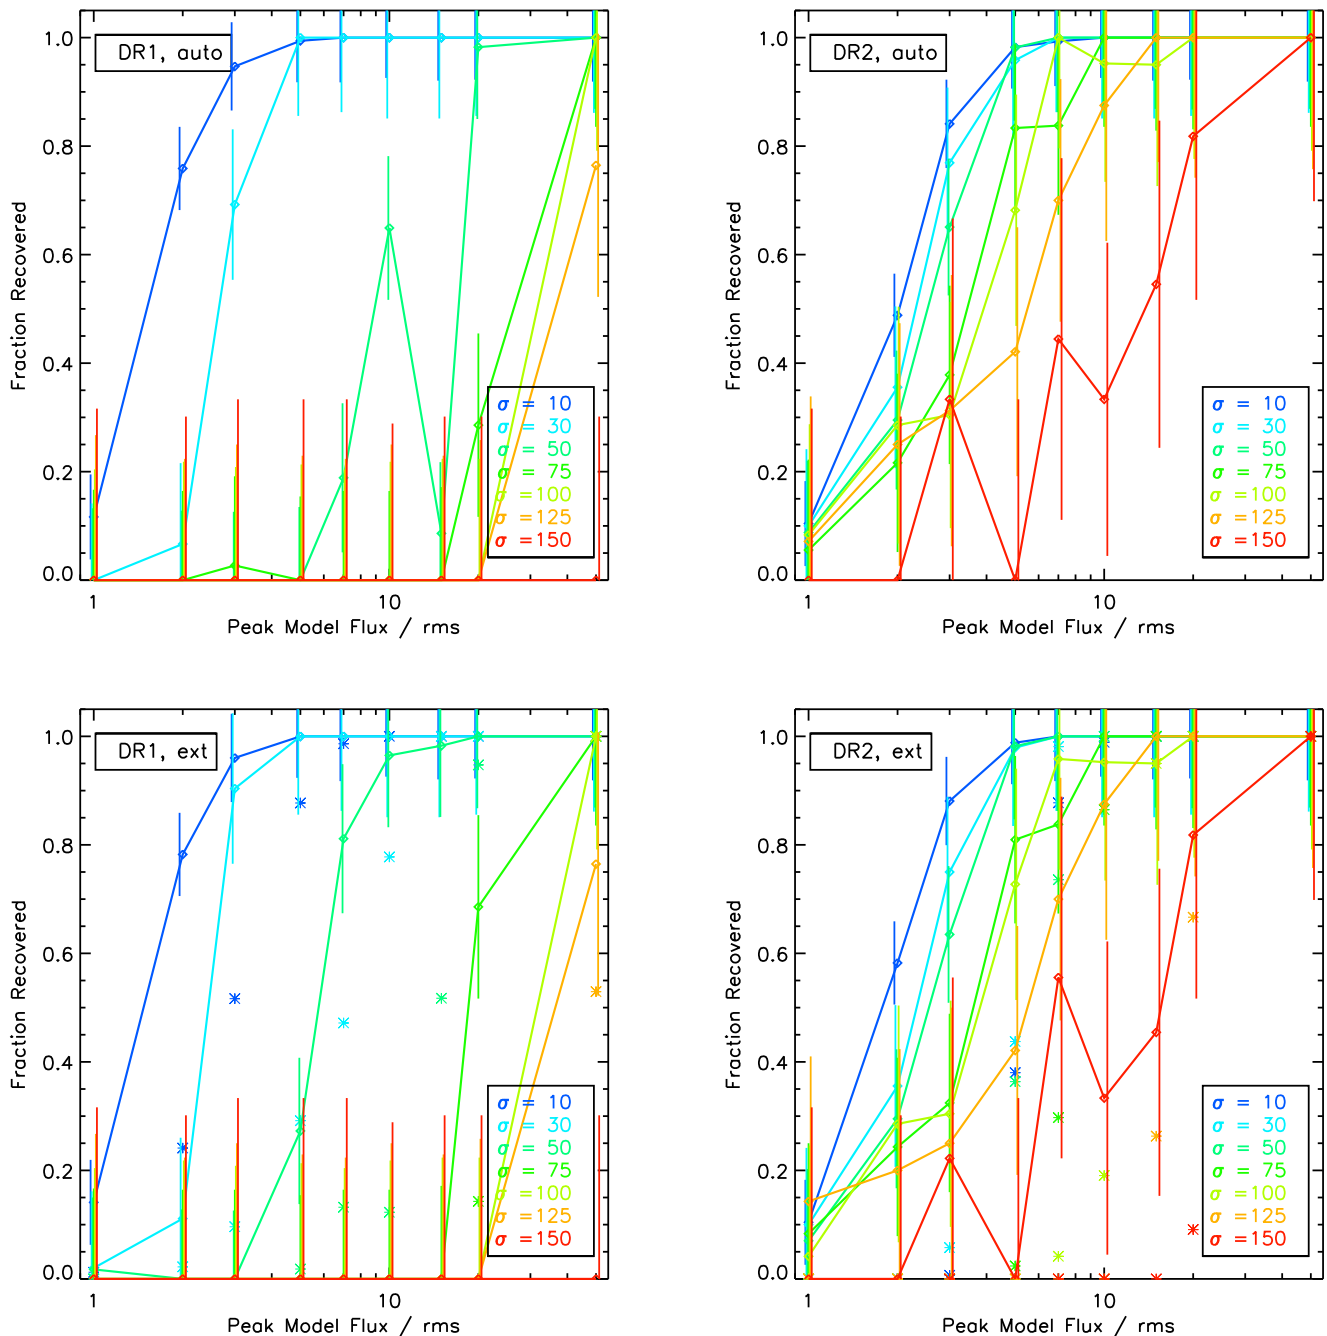 DR1, auto
1.0
0.8
0.6
0.4
0.2
0.0
Fraction Recovered
σ = 10
σ = 30
σ = 50
σ = 75
σ =100
σ =125
σ =150
1
10
Peak Model Flux / rms
DR2, auto
1.0
0.8
0.6
0.4
0.2
0.0
Fraction Recovered
σ = 10
σ = 30
σ = 50
σ = 75
σ =100
σ =125
σ =150
1
10
Peak Model Flux / rms
DR1, ext
1.0
0.8
0.6
0.4
0.2
0.0
Fraction Recovered
σ = 10
σ = 30
σ = 50
σ = 75
σ =100
σ =125
σ =150
1
10
Peak Model Flux / rms
DR2, ext
1.0
0.8
0.6
0.4
0.2
0.0
Fraction Recovered
σ = 10
σ = 30
σ = 50
σ = 75
σ =100
σ =125
σ =150
1
10
Peak Model Flux / rms